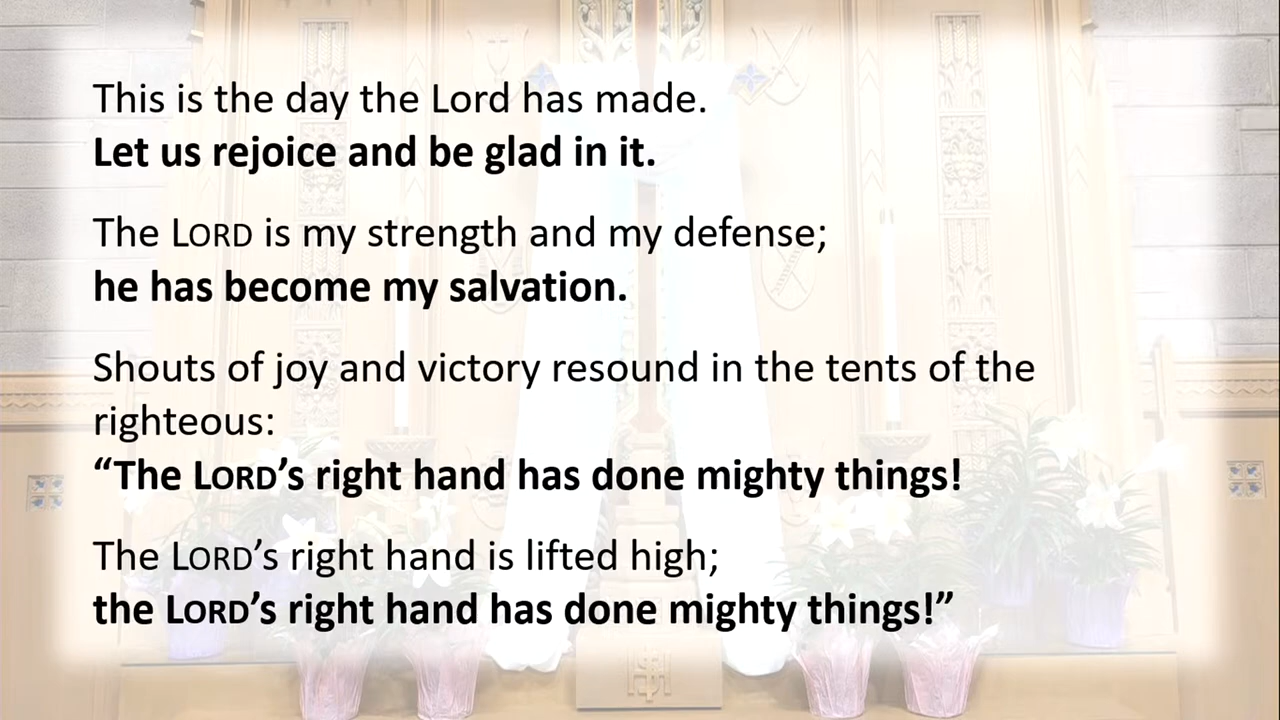 This is the day the Lord has made.
Let us rejoice and be glad in it.
The LORD is my strength and my defense;
he has become my salvation.
Shouts of joy and victory resound in the tents of the
righteous:
“The LORD’s right hand has done mighty things!
The LORD’s right hand is lifted high;
the LORD’s right hand has done mighty things!”